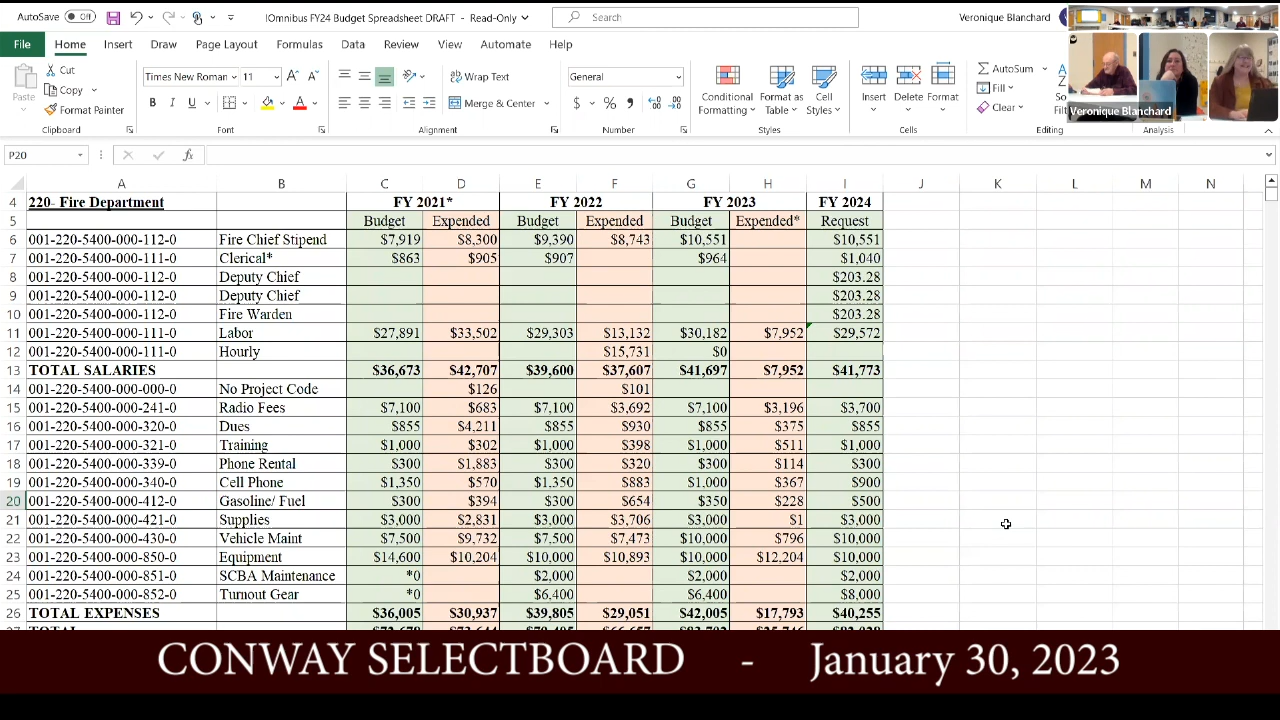 AutoSave Off !Omnibus FY24 Budget Spreadsheet DRAFT - Read-Only Search Veronique Blanchard
File Home Insert Draw Page Layout Formulas Data Review View Automate Help
Paste Cut Copy Format Painter Clipboard
Times New Roman 11 B I U Font
Wrap Text Merge & Center Alignment
General $ % Number
Conditional Formatting Format as Table Cell Styles Styles
Insert Delete Format Cells
AutoSum Fill Clear Editing
Analysis
Veronique Blanchard
P20 fx
A B C D E F G H I J K L M N
4 220- Fire Department FY 2021* FY 2022 FY 2023 FY 2024
5 Budget Expended Budget Expended Budget Expended* Request
6 001-220-5400-000-112-0 Fire Chief Stipend $7,919 $8,300 $9,390 $8,743 $10,551 $10,551
7 001-220-5400-000-111-0 Clerical* $863 $905 $907 $964 $1,040
8 001-220-5400-000-112-0 Deputy Chief $203.28
9 001-220-5400-000-112-0 Deputy Chief $203.28
10 001-220-5400-000-112-0 Fire Warden $203.28
11 001-220-5400-000-111-0 Labor $27,891 $33,502 $29,303 $13,132 $30,182 $7,952 $29,572
12 001-220-5400-000-111-0 Hourly $15,731 $0
13 TOTAL SALARIES $36,673 $42,707 $39,600 $37,607 $41,697 $7,952 $41,773
14 001-220-5400-000-000-0 No Project Code $126 $101
15 001-220-5400-000-241-0 Radio Fees $7,100 $683 $7,100 $3,692 $7,100 $3,196 $3,700
16 001-220-5400-000-320-0 Dues $855 $4,211 $855 $930 $855 $375 $855
17 001-220-5400-000-321-0 Training $1,000 $302 $1,000 $398 $1,000 $511 $1,000
18 001-220-5400-000-339-0 Phone Rental $300 $1,883 $300 $320 $300 $114 $300
19 001-220-5400-000-340-0 Cell Phone $1,350 $570 $1,350 $883 $1,000 $367 $900
20 001-220-5400-000-412-0 Gasoline/ Fuel $300 $394 $300 $654 $350 $228 $500
21 001-220-5400-000-421-0 Supplies $3,000 $2,831 $3,000 $3,706 $3,000 $1 $3,000
22 001-220-5400-000-430-0 Vehicle Maint $7,500 $9,732 $7,500 $7,473 $10,000 $796 $10,000
23 001-220-5400-000-850-0 Equipment $14,600 $10,204 $10,000 $10,893 $10,000 $12,204 $10,000
24 001-220-5400-000-851-0 SCBA Maintenance *0 $2,000 $2,000 $2,000
25 001-220-5400-000-852-0 Turnout Gear *0 $6,400 $6,400 $8,000
26 TOTAL EXPENSES $36,005 $30,937 $39,805 $29,051 $42,005 $17,793 $40,255
CONWAY SELECTBOARD - January 30, 2023